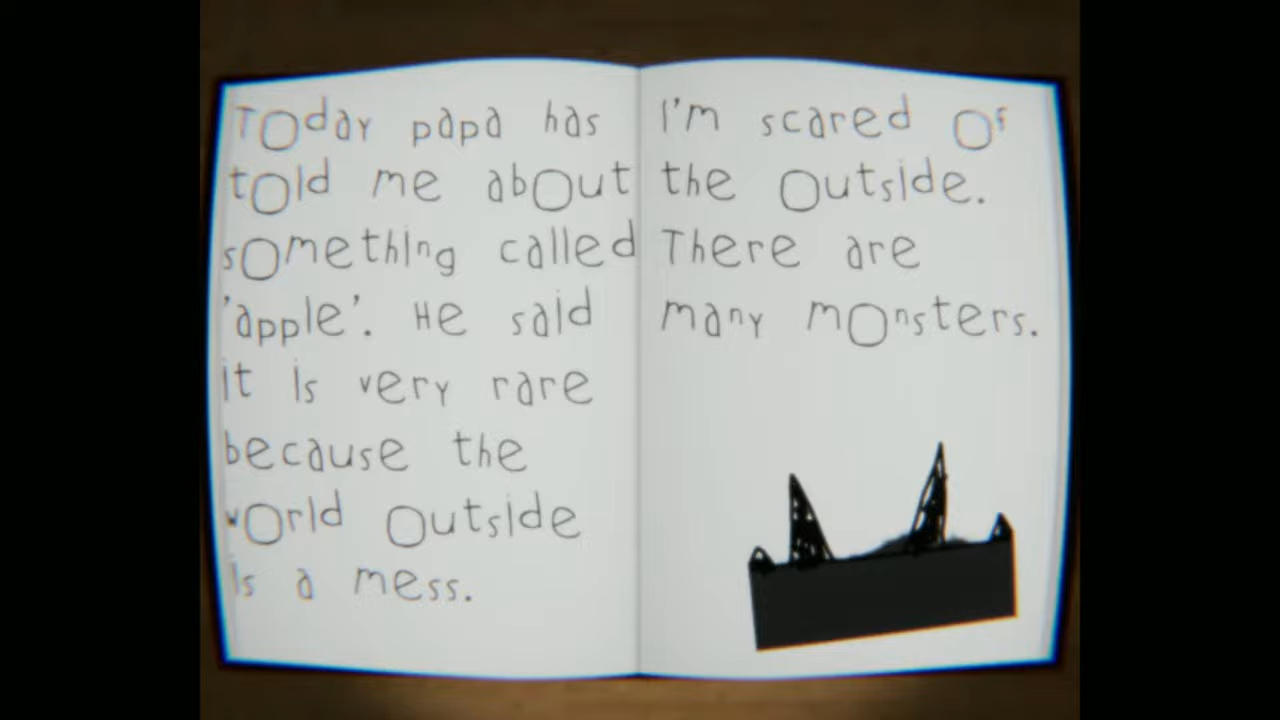 Today papa has
told me about
something called
'apple'. He said
it is very rare
because the
world outside
is a mess.
I'm scared of
the outside.
There are
many monsters.